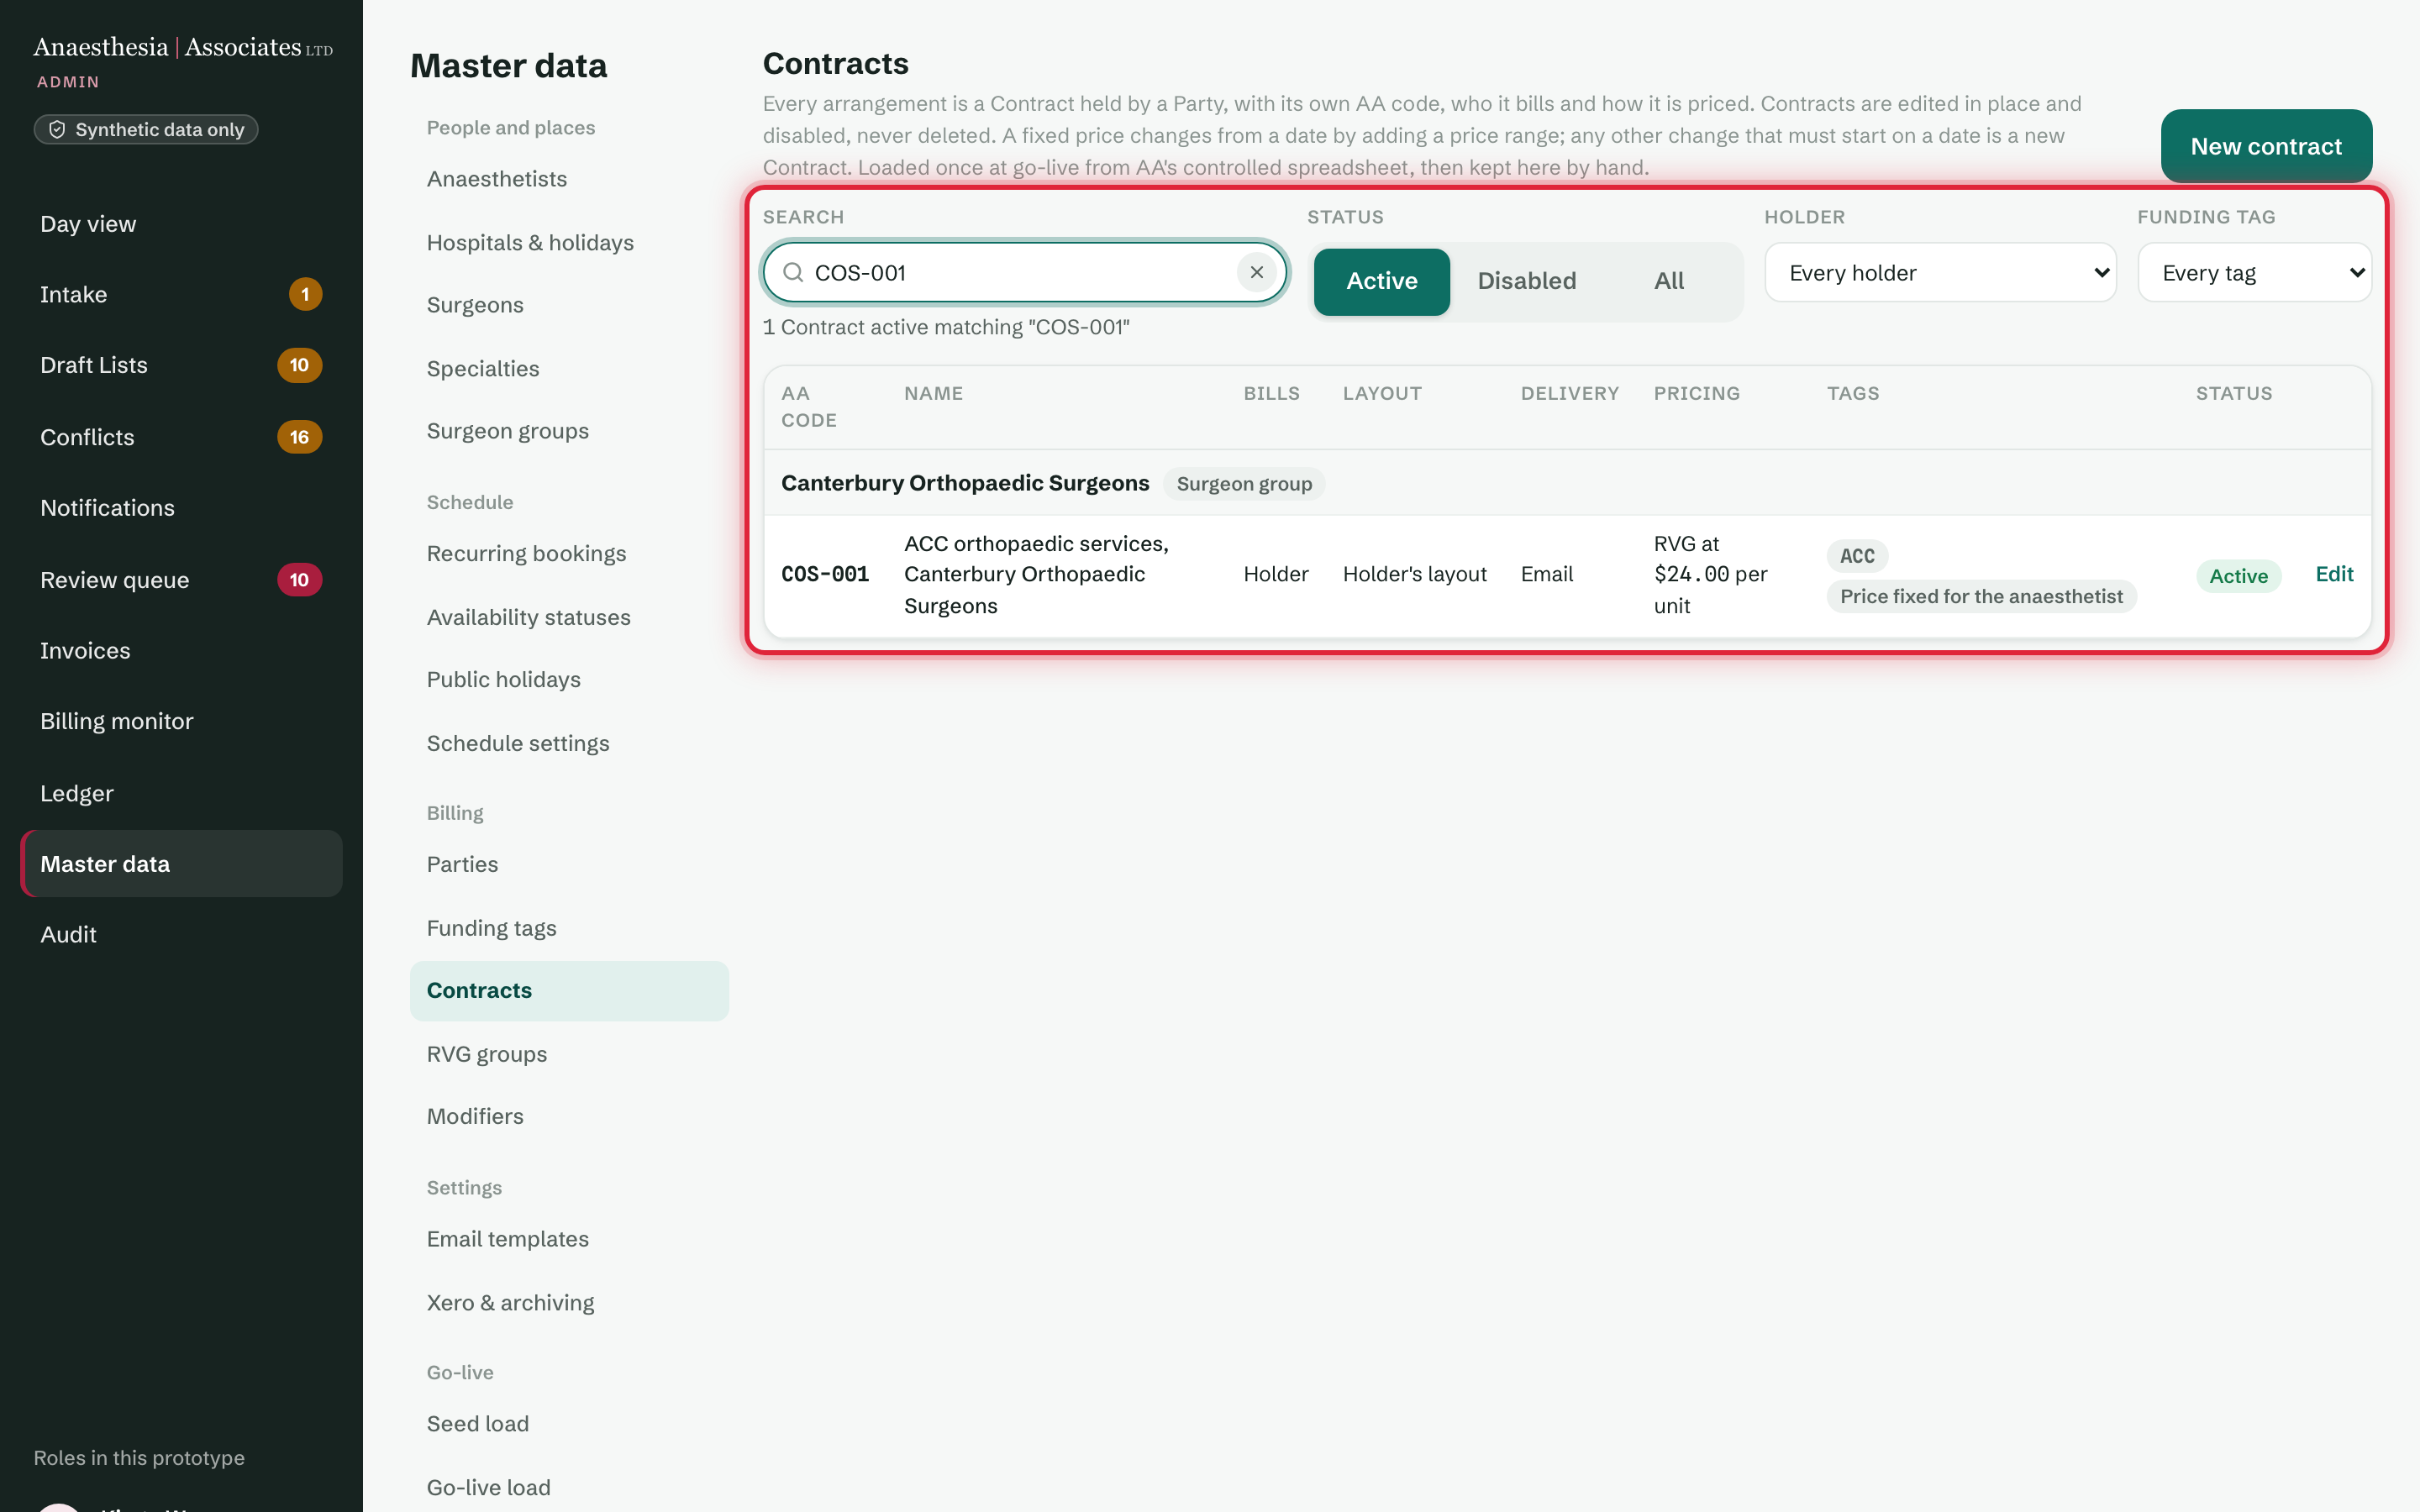 Anaesthesia | Associates LTD
ADMIN
Synthetic data only
Day view
Intake 1
Draft Lists 10
Conflicts 16
Notifications
Review queue 10
Invoices
Billing monitor
Ledger
Master data
Audit
Roles in this prototype
Master data
People and places
Anaesthetists
Hospitals & holidays
Surgeons
Specialties
Surgeon groups
Schedule
Recurring bookings
Availability statuses
Public holidays
Schedule settings
Billing
Parties
Funding tags
Contracts
RVG groups
Modifiers
Settings
Email templates
Xero & archiving
Go-live
Seed load
Go-live load
Contracts
Every arrangement is a Contract held by a Party, with its own AA code, who it bills and how it is priced. Contracts are edited in place and
disabled, never deleted. A fixed price changes from a date by adding a price range; any other change that must start on a date is a new
Contract. Loaded once at go-live from AA's controlled spreadsheet, then kept here by hand.
New contract
SEARCH STATUS HOLDER FUNDING TAG
COS-001 Active Disabled All Every holder Every tag
1 Contract active matching "COS-001"
AA CODE NAME BILLS LAYOUT DELIVERY PRICING TAGS STATUS
Canterbury Orthopaedic Surgeons Surgeon group
COS-001
ACC orthopaedic services,
Canterbury Orthopaedic
Surgeons
Holder
Holder's layout
Email
RVG at
$24.00 per
unit
ACC
Price fixed for the anaesthetist
Active
Edit